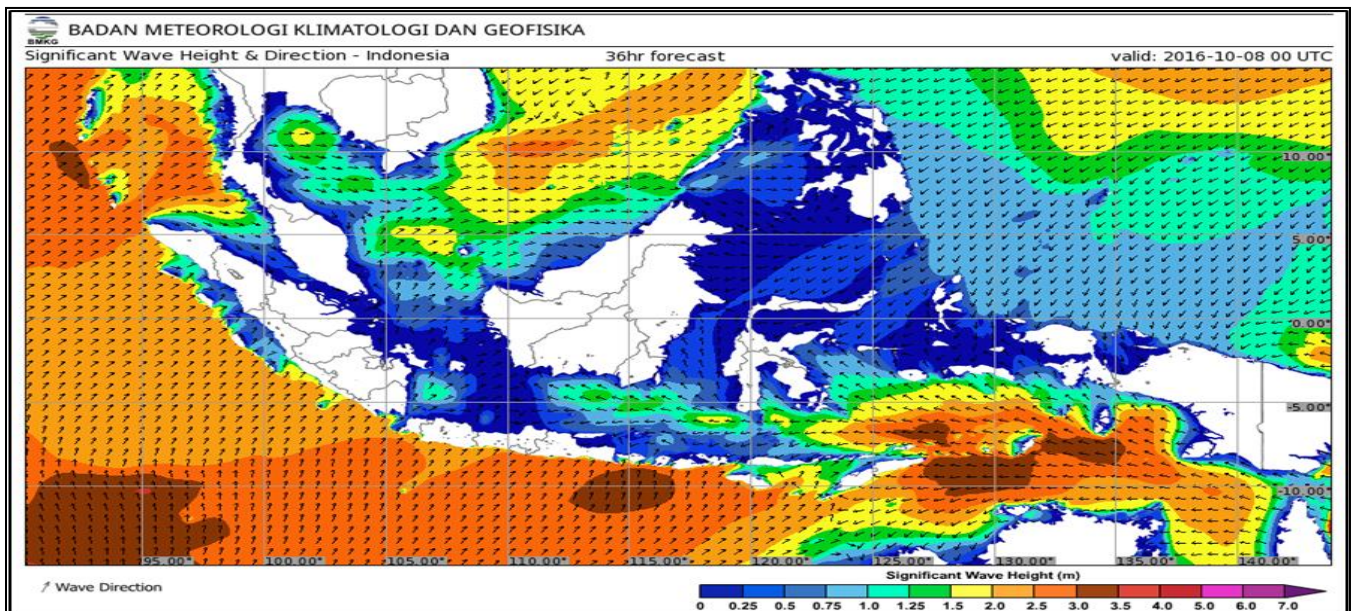 BMKG
BADAN METEOROLOGI KLIMATOLOGI DAN GEOFISIKA
Significant Wave Height & Direction - Indonesia 36hr forecast valid: 2016-10-08 00 UTC
10.00°
5.00°
0.00°
-5.00°
-10.00°
95.00° 100.00° 105.00° 110.00° 115.00° 120.00° 125.00° 130.00° 135.00° 140.00°
Wave Direction
Significant Wave Height (m)
0 0.25 0.5 0.75 1.0 1.25 1.5 2.0 2.5 3.0 3.5 4.0 5.0 6.0 7.0